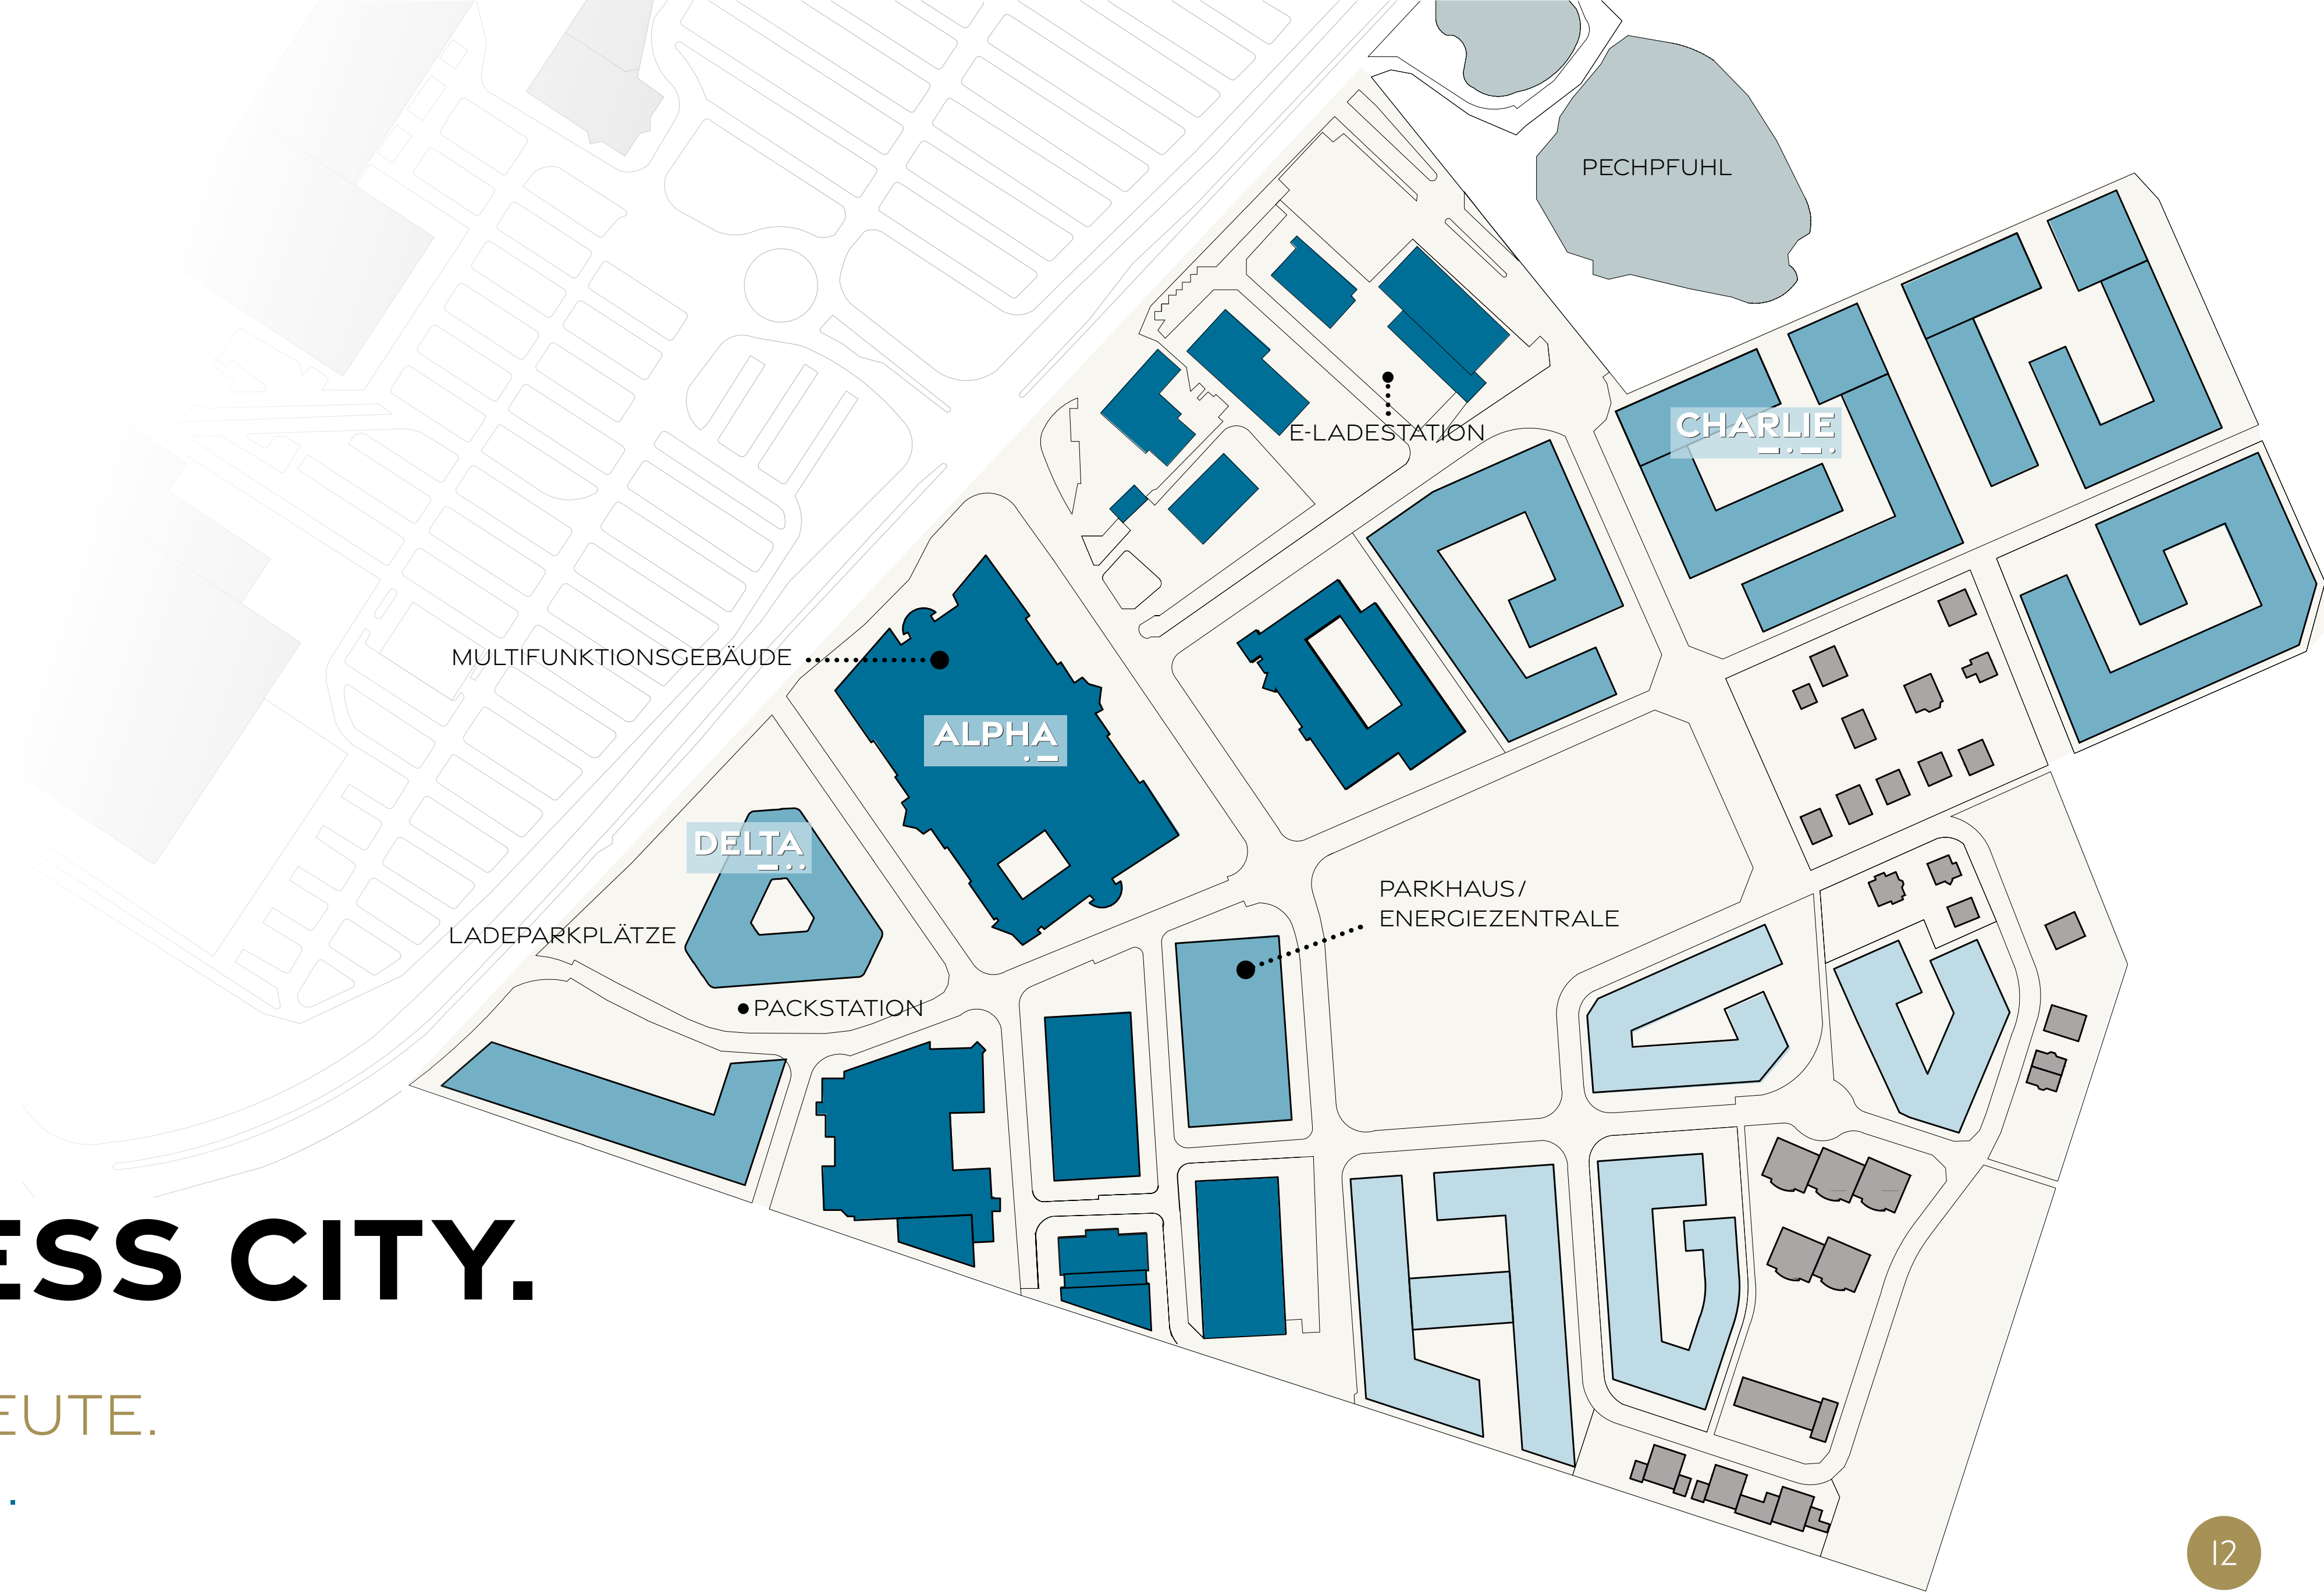 PECHPFUHL
CHARLIE
E-LADESTATION
MULTIFUNKTIONSGEBÄUDE
ALPHA
DELTA
PARKHAUS/
ENERGIEZENTRALE
LADEPARKPLÄTZE
PACKSTATION
ESS CITY.
EUTE.
.
12